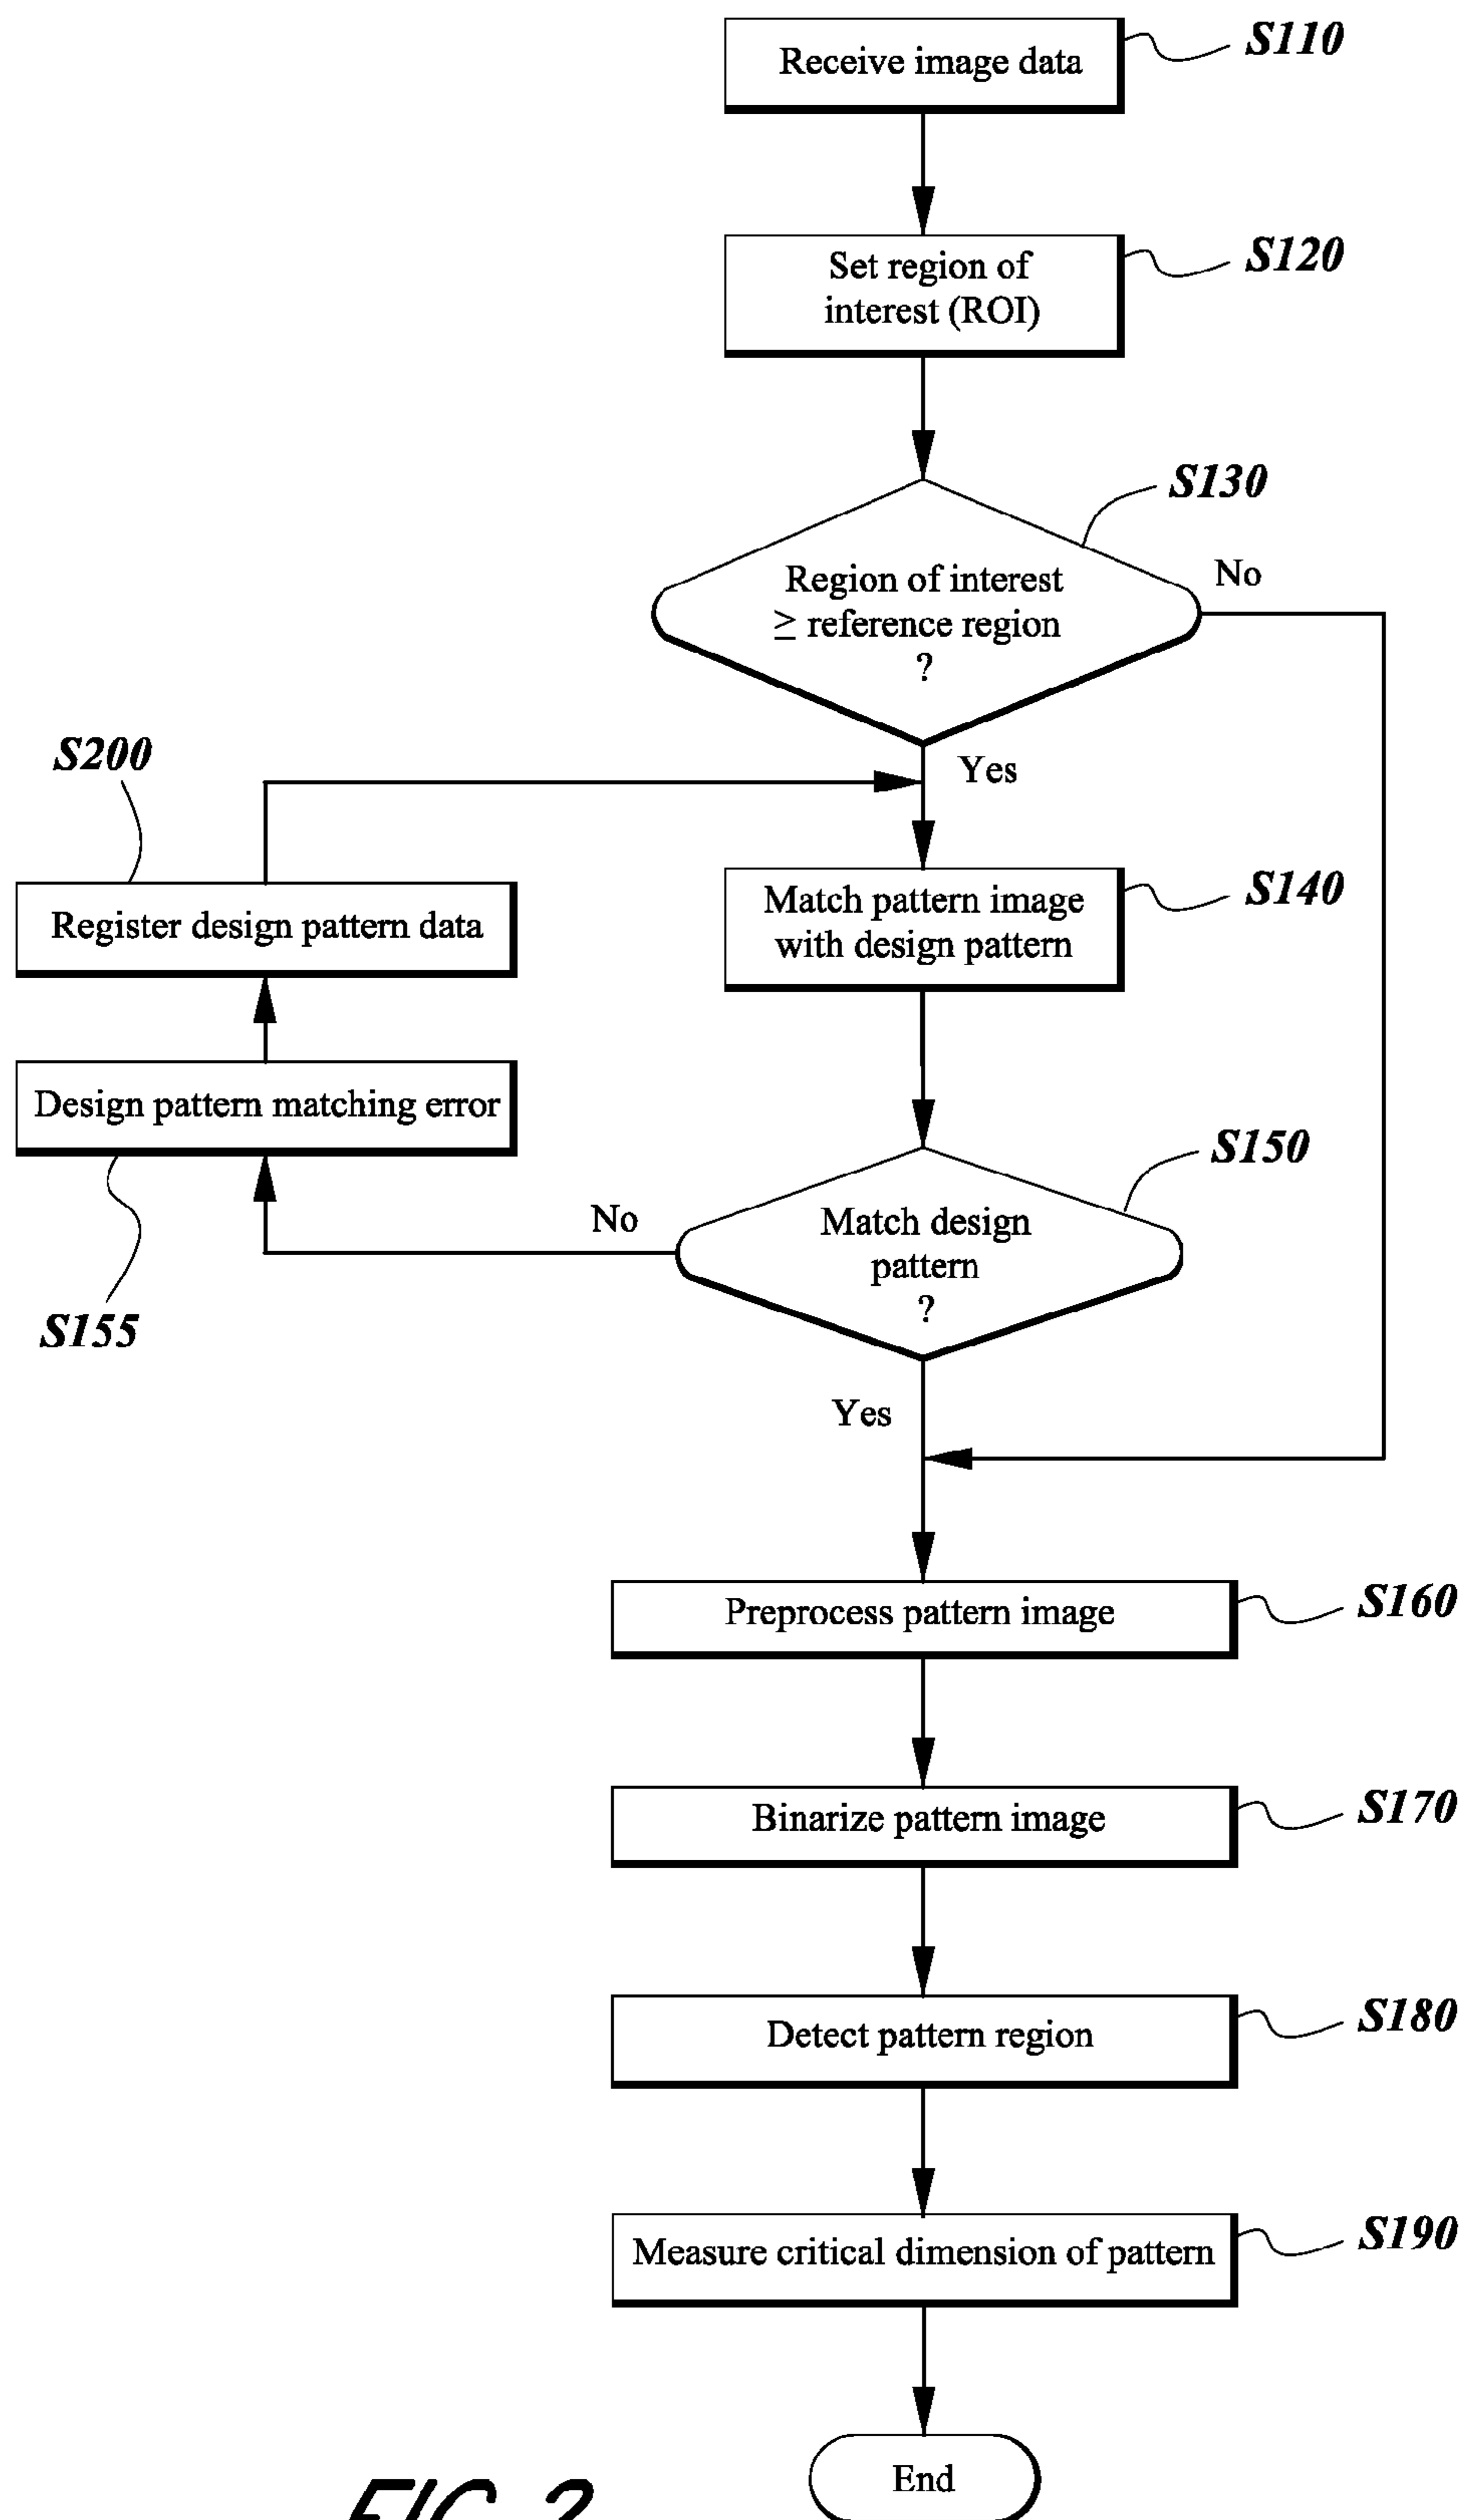 Receive image data
S110
Set region of
interest (ROI)
S120
S130
Region of interest
≥ reference region
?
No
Yes
S200
Register design pattern data
Match pattern image
with design pattern
S140
Design pattern matching error
S155
S150
Match design
pattern
?
No
Yes
Preprocess pattern image
S160
Binarize pattern image
S170
Detect pattern region
S180
Measure critical dimension of pattern
S190
End
FIG. 2